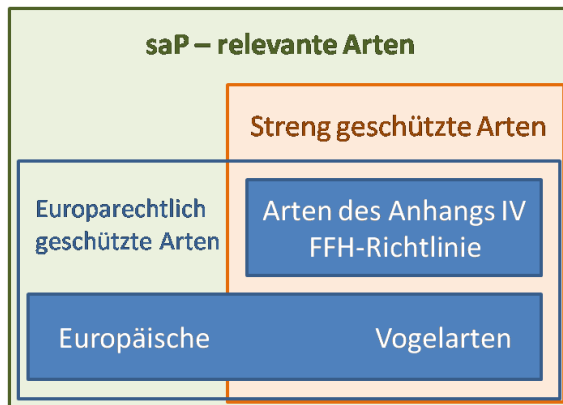 saP – relevante Arten
Streng geschützte Arten
Europarechtlich
geschützte Arten
Arten des Anhangs IV
FFH-Richtlinie
Europäische Vogelarten